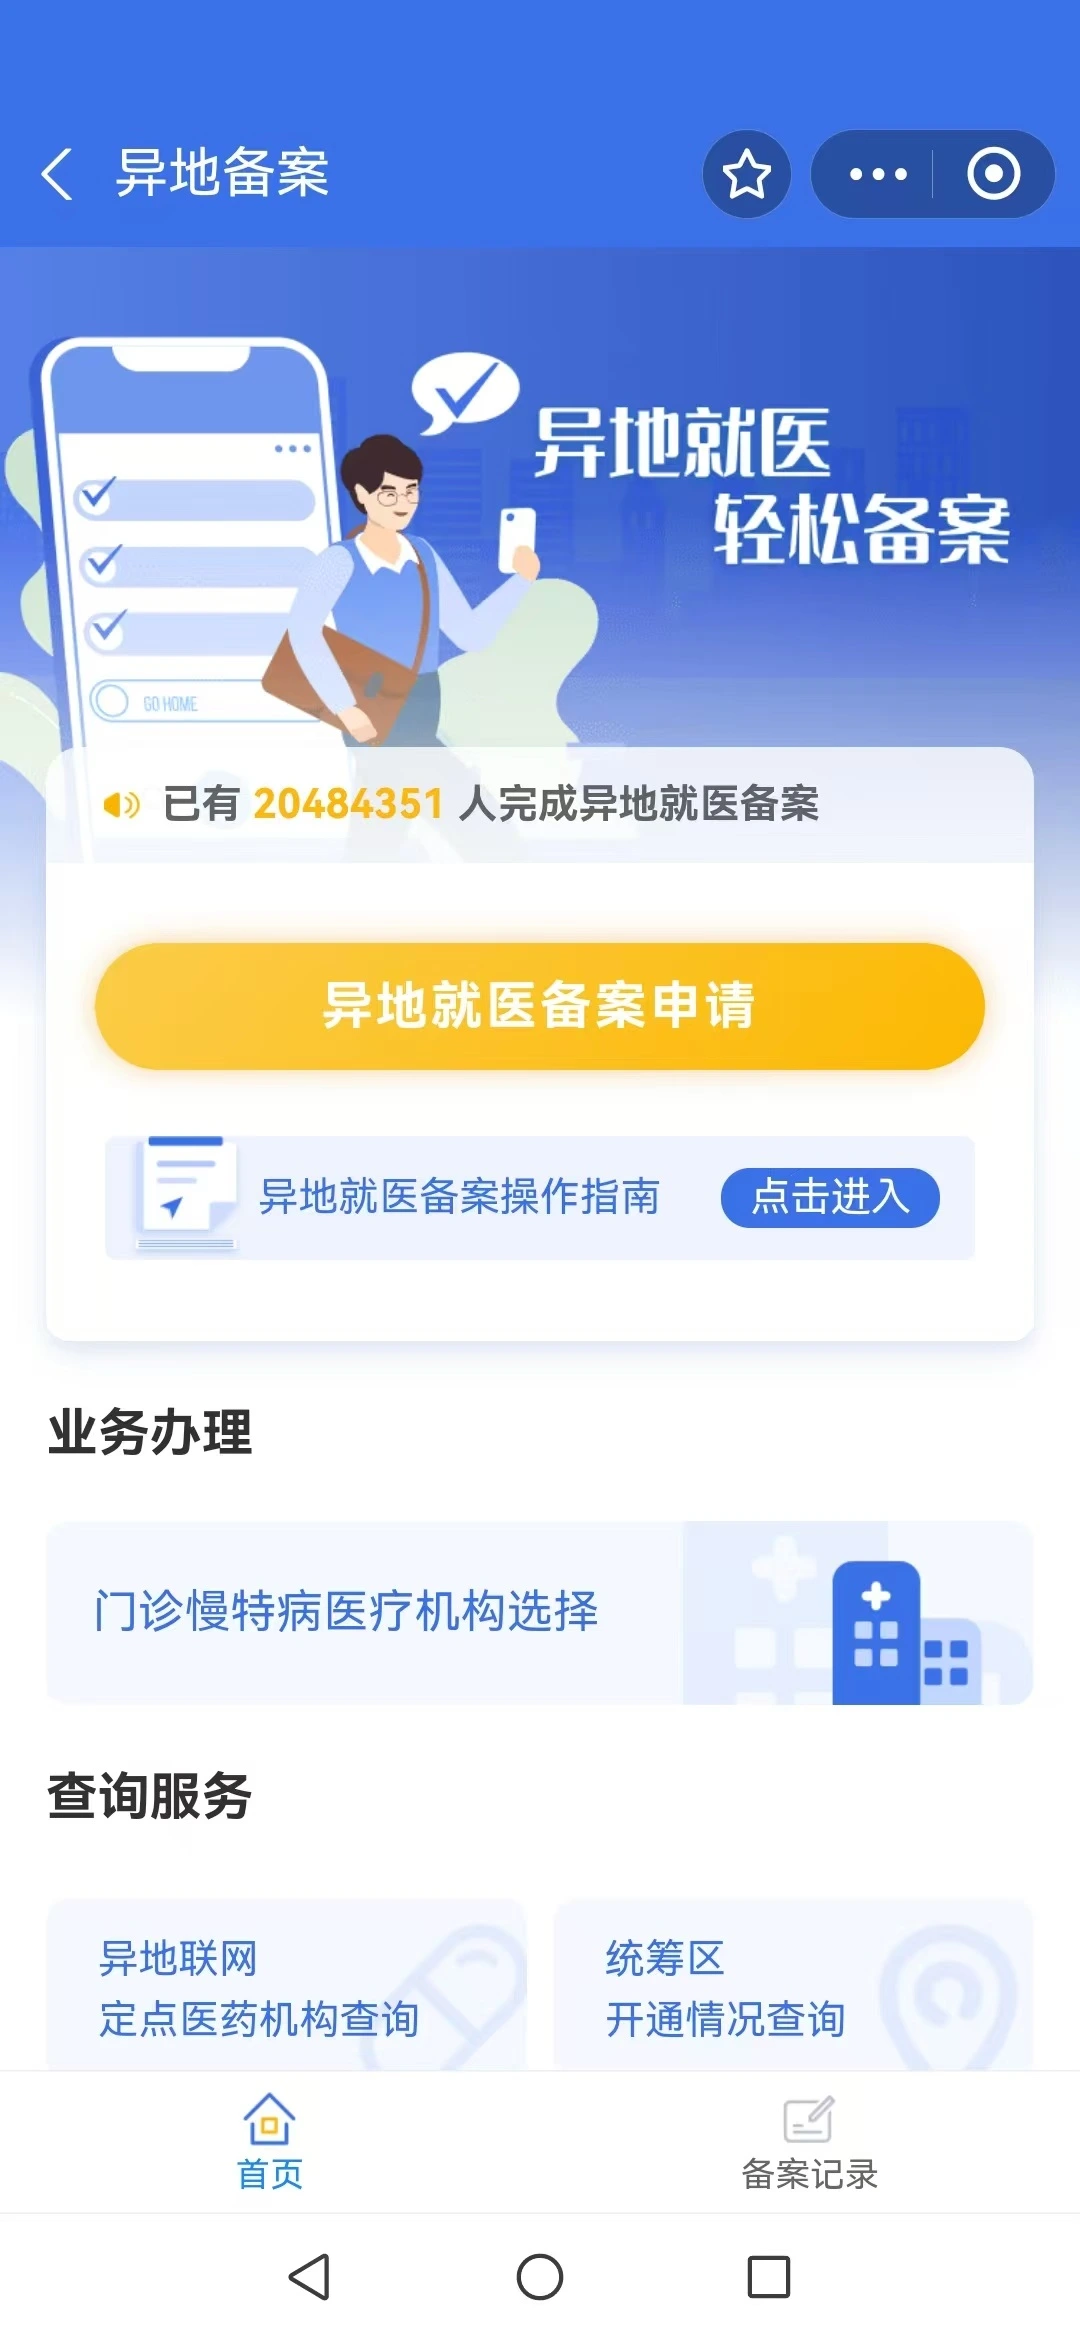 异地备案
异地就医
轻松备案
GO HOME
已有 20484351 人完成异地就医备案
异地就医备案申请
异地就医备案操作指南
点击进入
业务办理
门诊慢特病医疗机构选择
查询服务
异地联网
定点医药机构查询
统筹区
开通情况查询
首页
备案记录